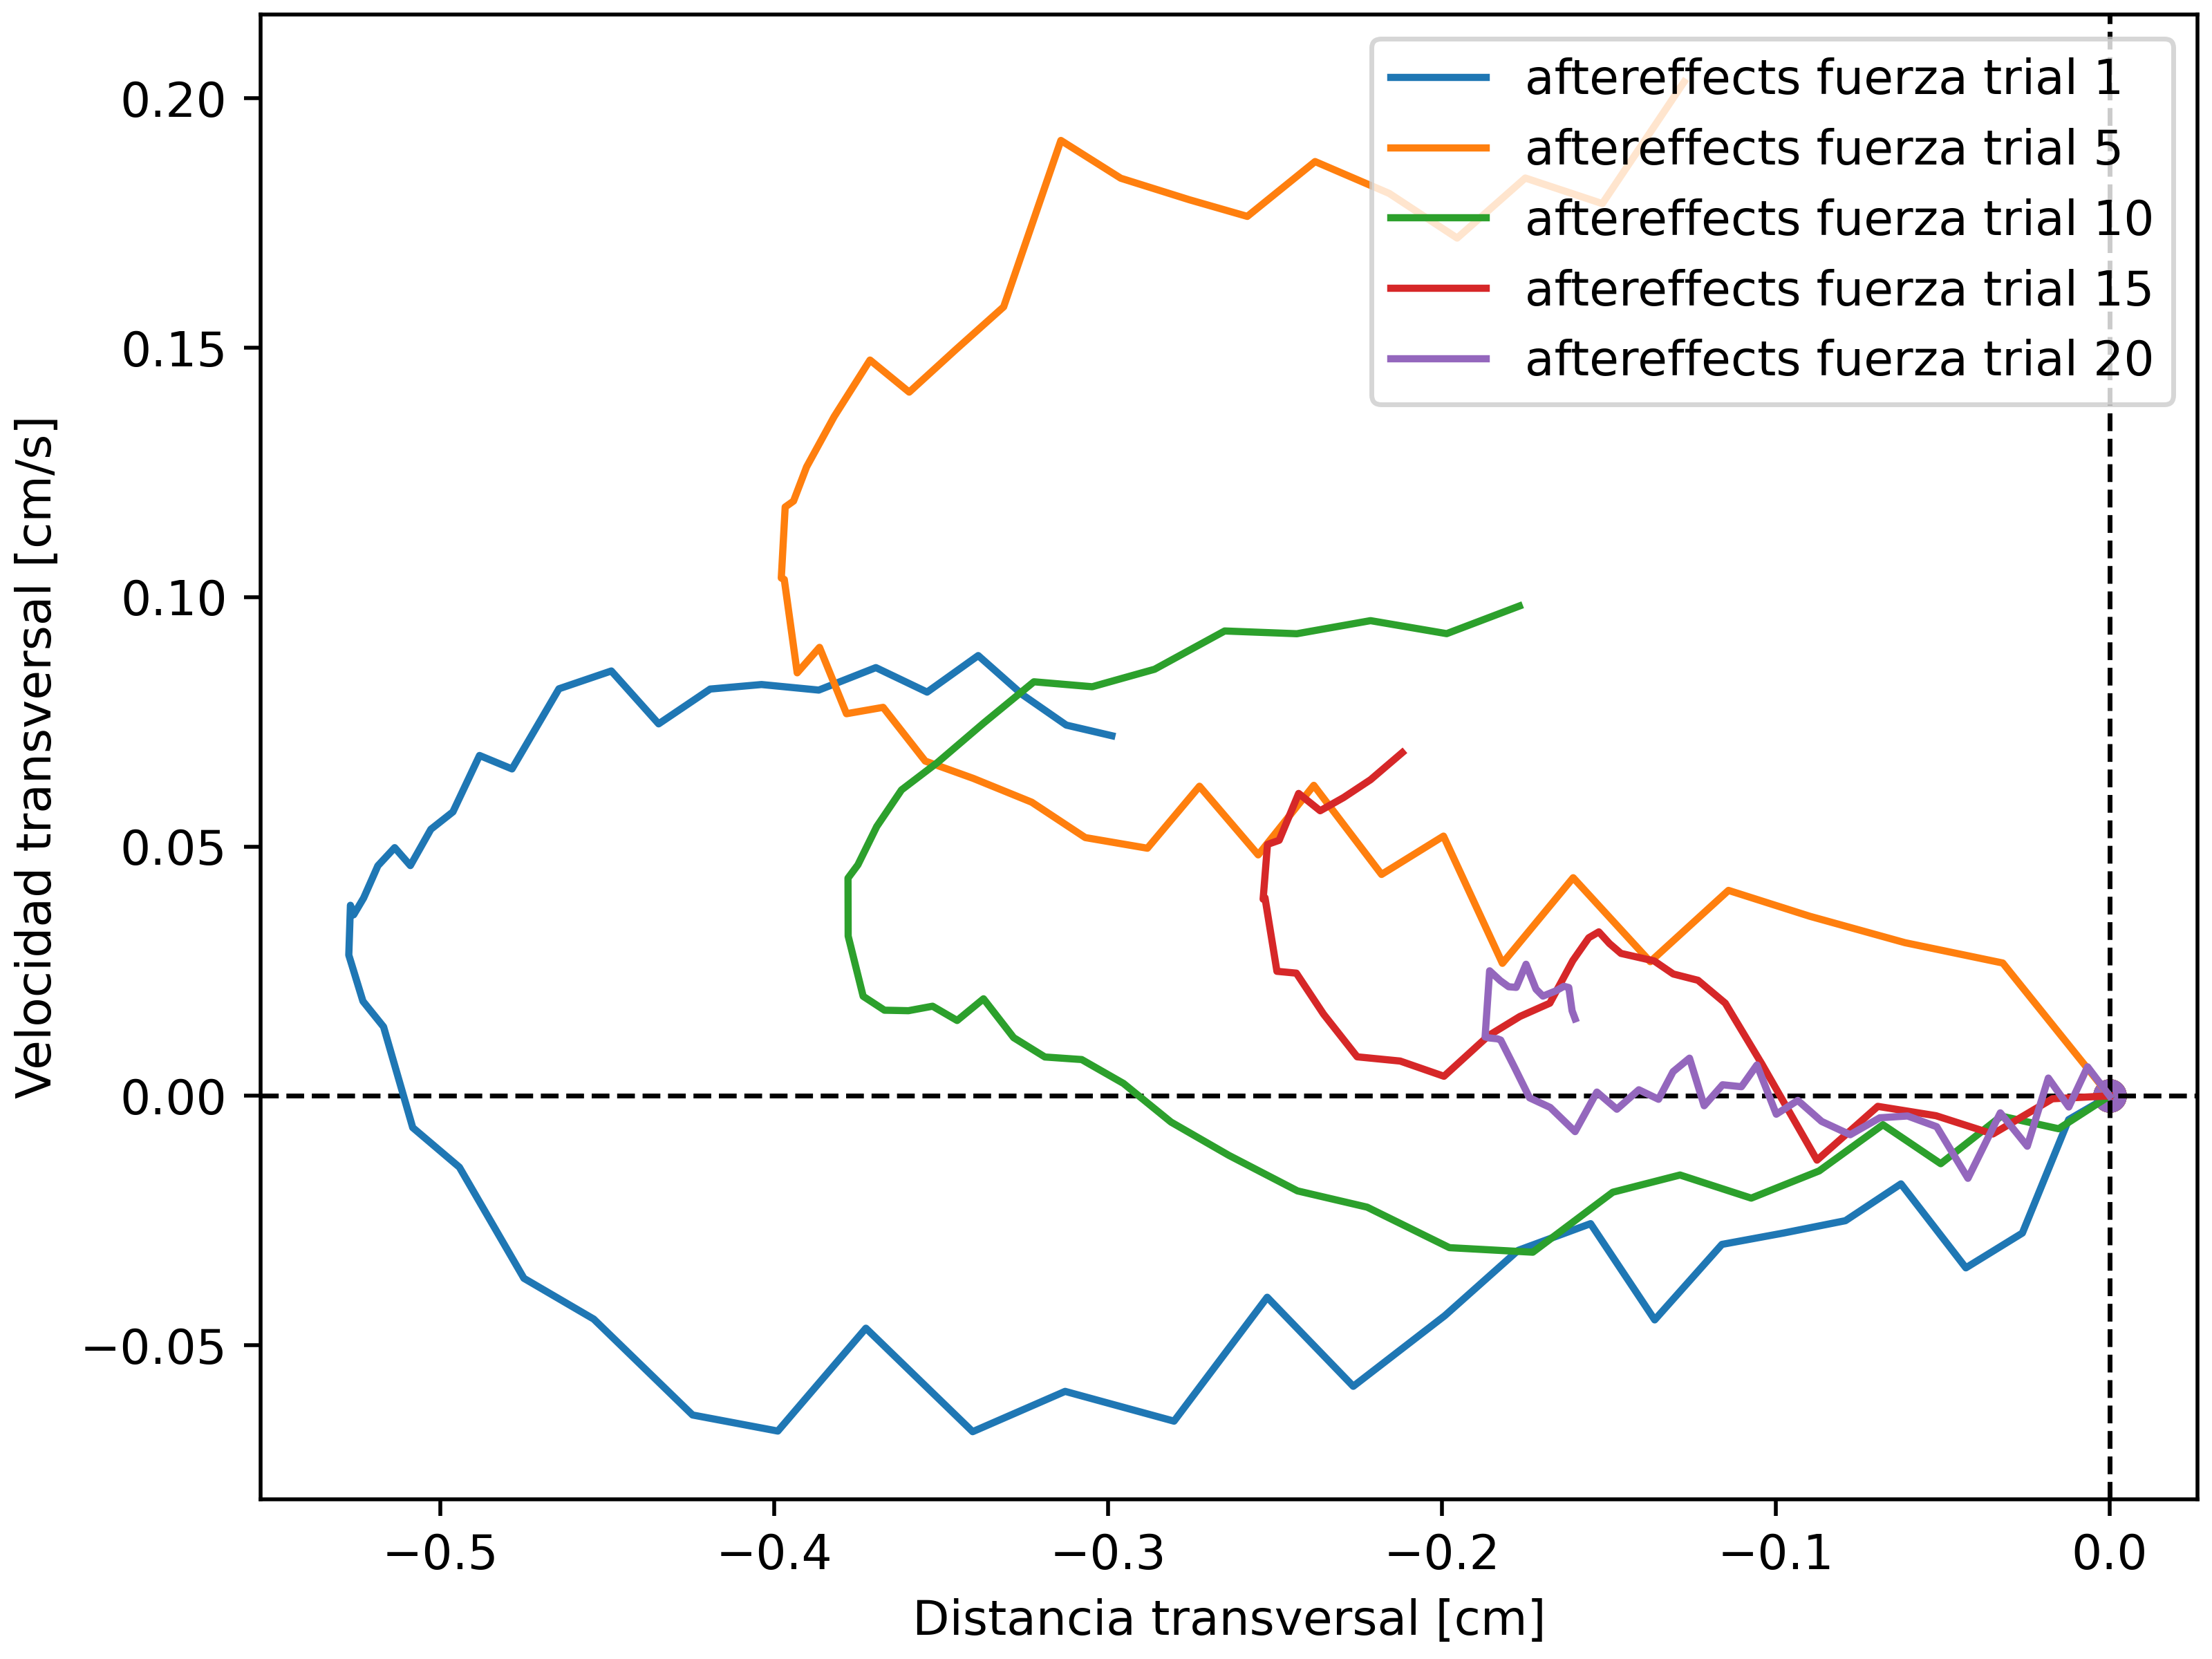 aftereffects fuerza trial 1
aftereffects fuerza trial 5
aftereffects fuerza trial 10
aftereffects fuerza trial 15
aftereffects fuerza trial 20
0.20
0.15
0.10
0.05
0.00
−0.05
Velocidad transversal [cm/s]
−0.5 −0.4 −0.3 −0.2 −0.1 0.0
Distancia transversal [cm]